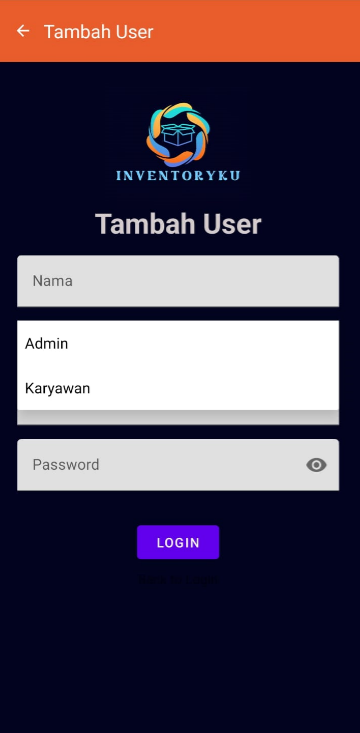 Tambah User
INVENTORYKU
Tambah User
Nama
Admin
Karyawan
Password
LOGIN